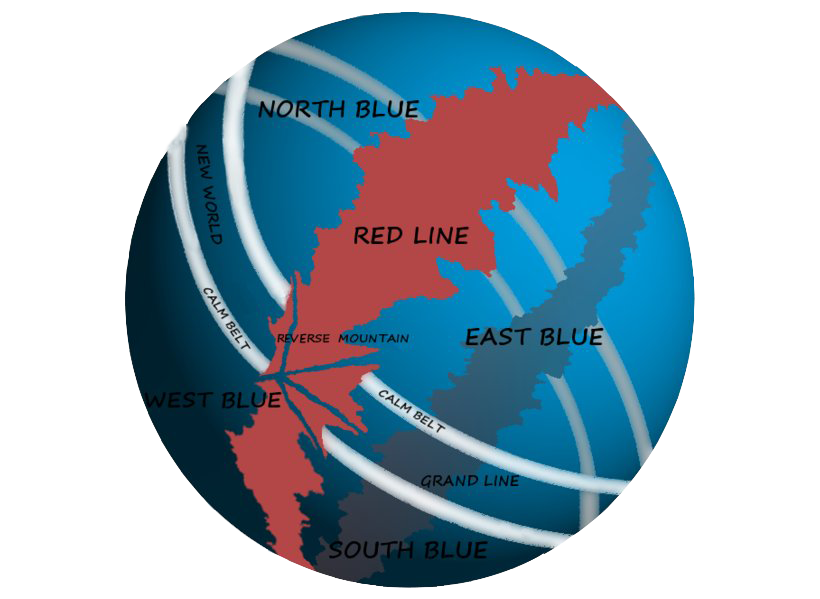 NORTH BLUE
NEW WORLD
RED LINE
CALM BELT
REVERSE MOUNTAIN
EAST BLUE
WEST BLUE
CALM BELT
GRAND LINE
SOUTH BLUE